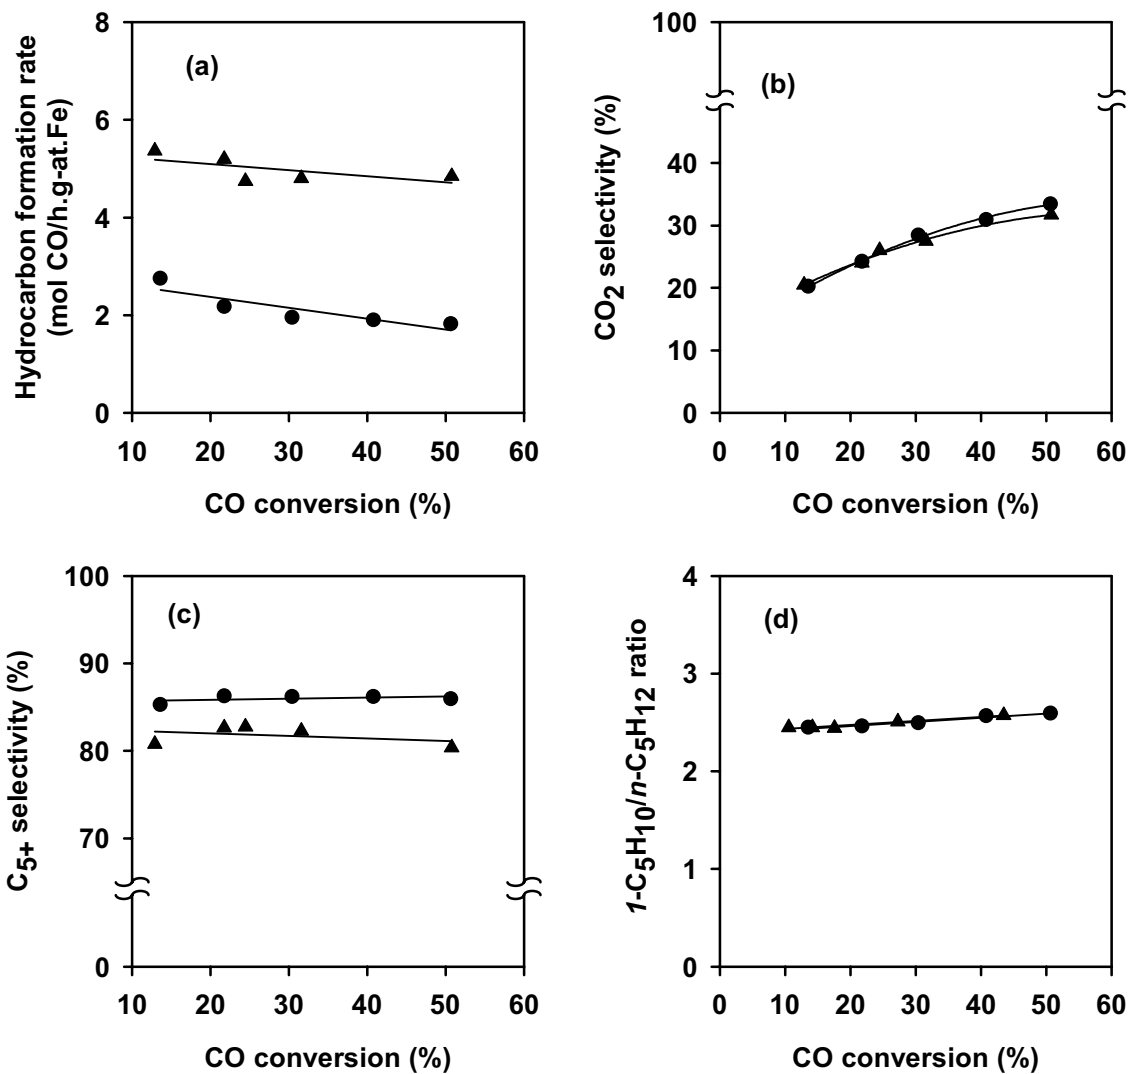 Hydrocarbon formation rate
(mol CO/h.g-at.Fe)
8
6
4
2
0
(a)
10 20 30 40 50 60
CO conversion (%)
CO2 selectivity (%)
100
40
30
20
10
0
(b)
0 10 20 30 40 50 60
CO conversion (%)
C5+ selectivity (%)
100
90
80
70
0
(c)
10 20 30 40 50 60
CO conversion (%)
1-C5H10/n-C5H12 ratio
4
3
2
1
0
(d)
0 10 20 30 40 50 60
CO conversion (%)